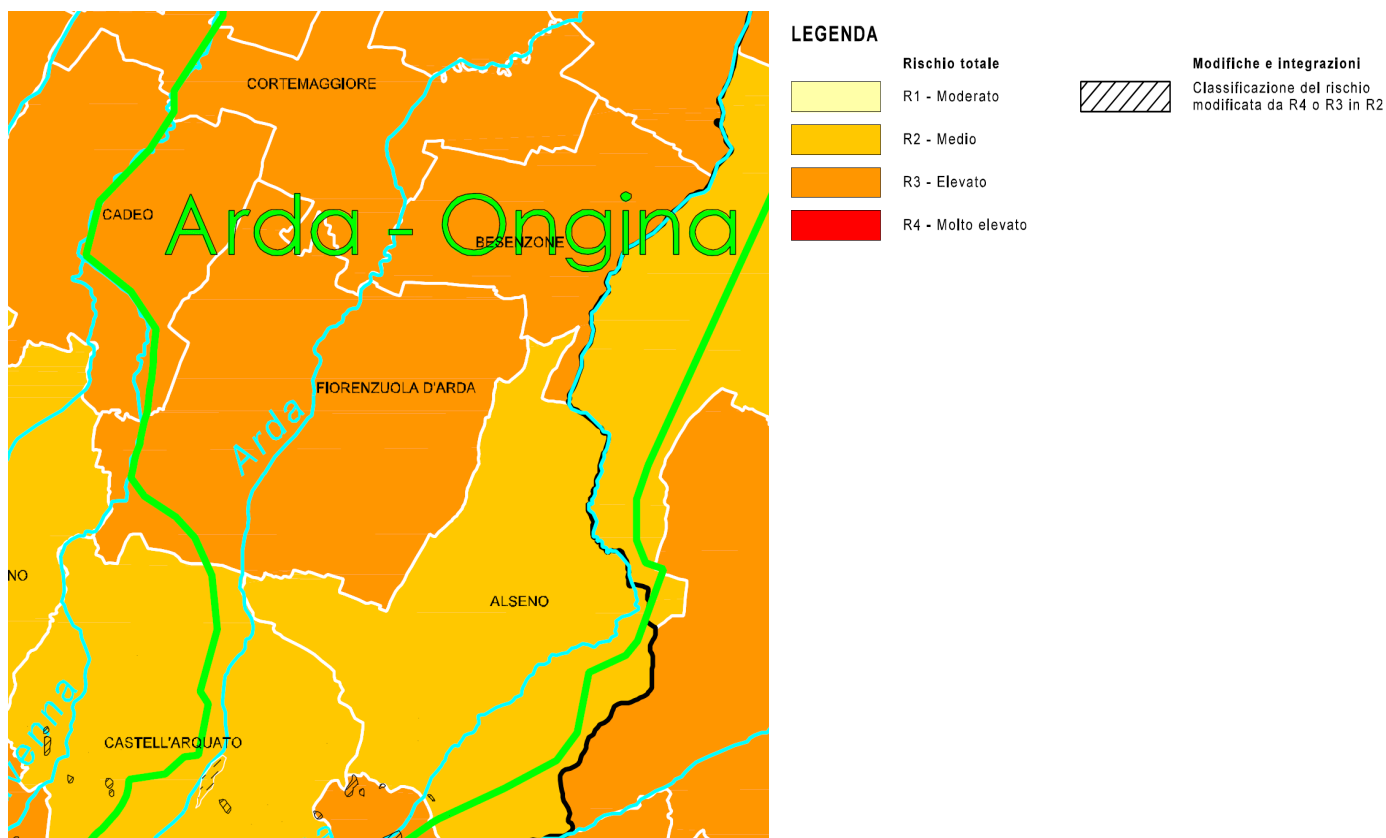 CORTEMAGGIORE
CADEO
Arda - Ongina
BESENZONE
FIORENZUOLA D'ARDA
Arda
NO
ALSENO
CASTELL'ARQUATO
LEGENDA
Rischio totale
R1 - Moderato
R2 - Medio
R3 - Elevato
R4 - Molto elevato
Modifiche e integrazioni
Classificazione del rischio
modificata da R4 o R3 in R2